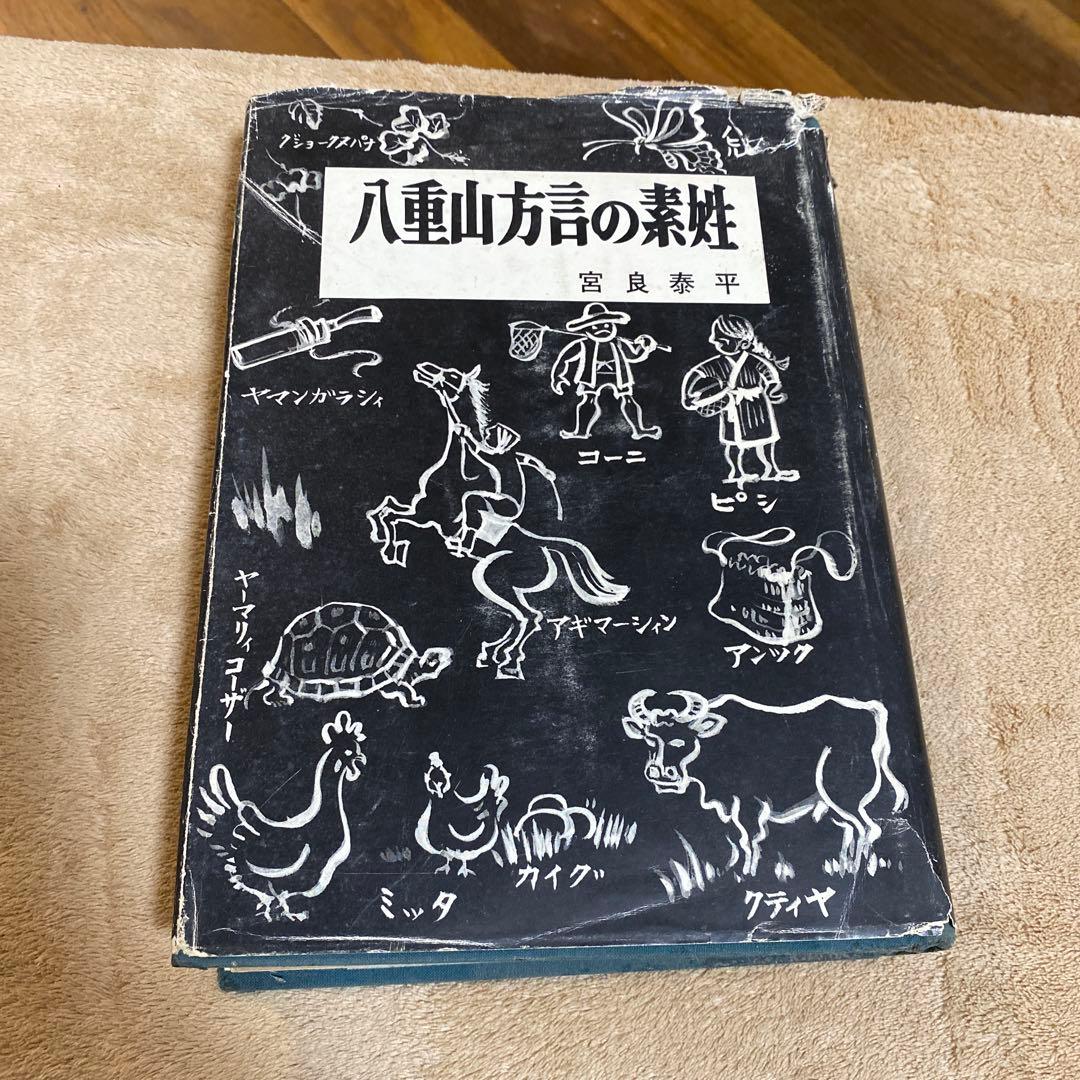 グショークヌパナ
八重山方言の素姓
宮良泰平
ヤマンガラシィ
コーニ
ピシ
ヤーマリィコーザー
アギマーシィン
アンツク
ミッタ
カイグ
クティヤ